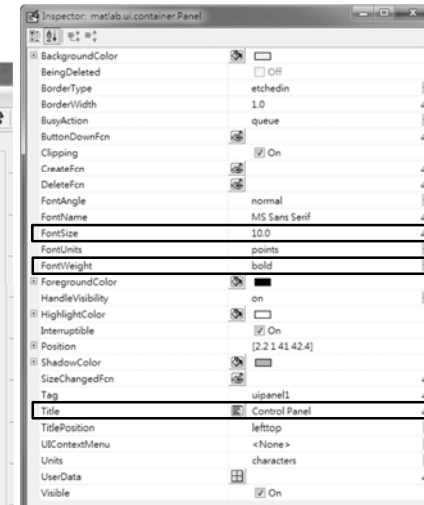 Inspector: matlab.ui.container.Panel
BackgroundColor
BeingDeleted Off
BorderType etchedin
BorderWidth 1.0
BusyAction queue
ButtonDownFcn
Clipping On
CreateFcn
DeleteFcn
FontAngle normal
FontName MS Sans Serif
FontSize 10.0
FontUnits points
FontWeight bold
ForegroundColor
HandleVisibility on
HighlightColor
Interruptible On
Position [2.2 1 41 42.4]
ShadowColor
SizeChangedFcn
Tag uipanel1
Title Control Panel
TitlePosition lefttop
UIContextMenu <None>
Units characters
UserData
Visible On